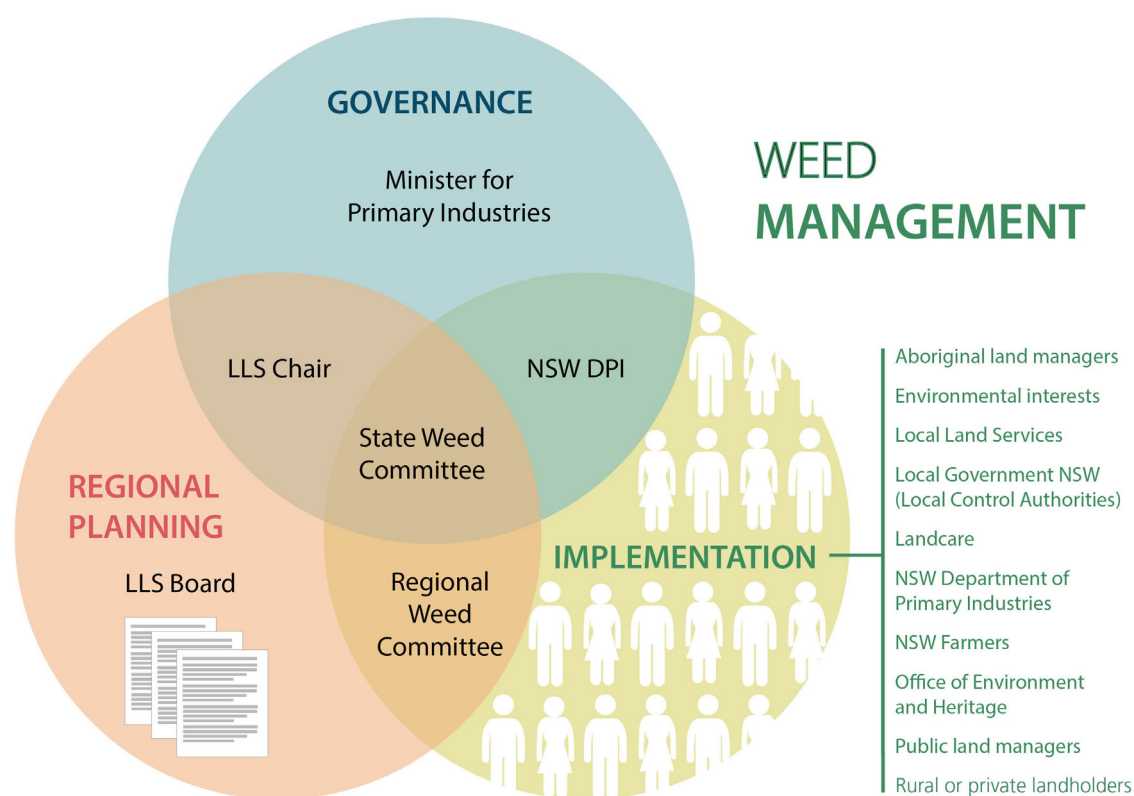 GOVERNANCE
Minister for
Primary Industries
WEED
MANAGEMENT
LLS Chair
NSW DPI
State Weed
Committee
REGIONAL
PLANNING
LLS Board
Regional
Weed
Committee
IMPLEMENTATION
Aboriginal land managers
Environmental interests
Local Land Services
Local Government NSW
(Local Control Authorities)
Landcare
NSW Department of
Primary Industries
NSW Farmers
Office of Environment
and Heritage
Public land managers
Rural or private landholders